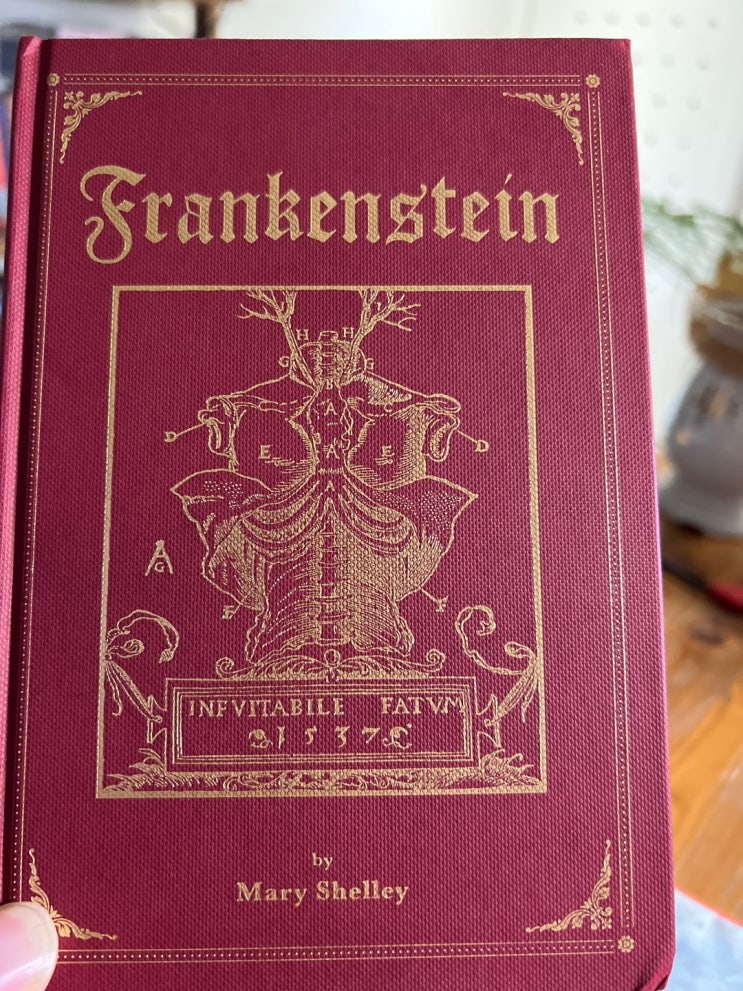 Frankenstein
H H
G G
B
A
C
D D
E A E
A
A
G
F F
INEVITABILE FATVM
1537
by
Mary Shelley